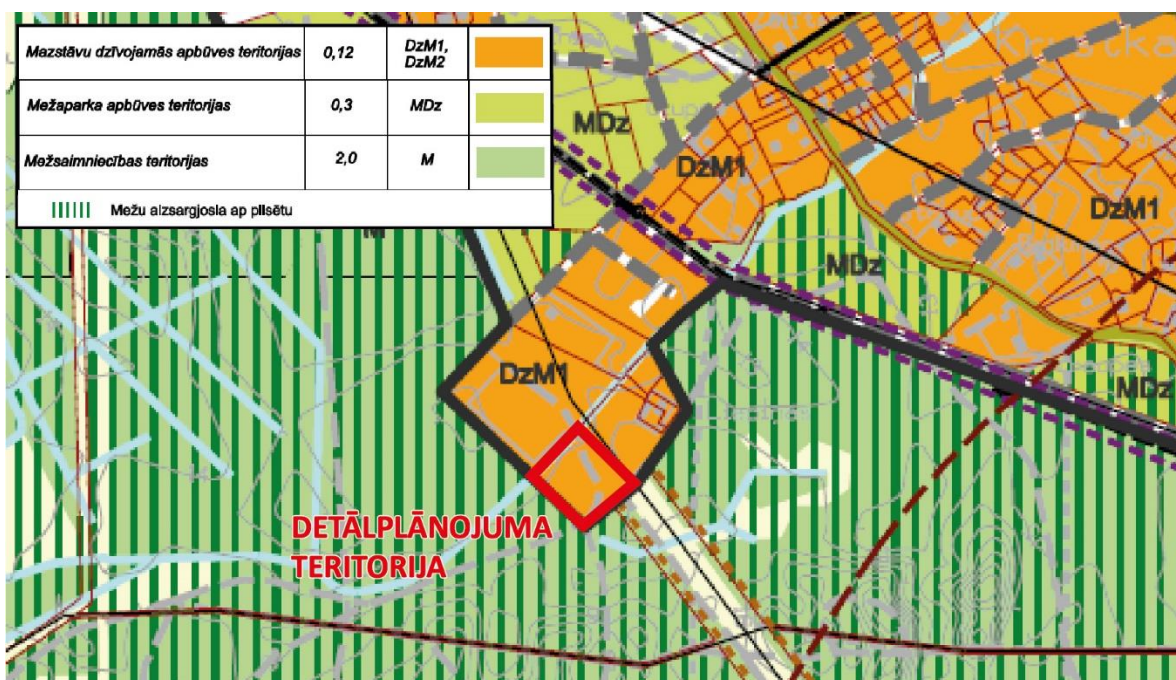 Mazstāvu dzīvojamās apbūves teritorijas 0,12 DzM1,
DzM2
Mežaparka apbūves teritorijas 0,3 MDz
Mežsaimniecības teritorijas 2,0 M
Mežu aizsargjosla ap pilsētu
MDz
DzM1
DzM1
MDz
DzM1
MDz
DETĀLPLĀNOJUMA
TERITORIJA